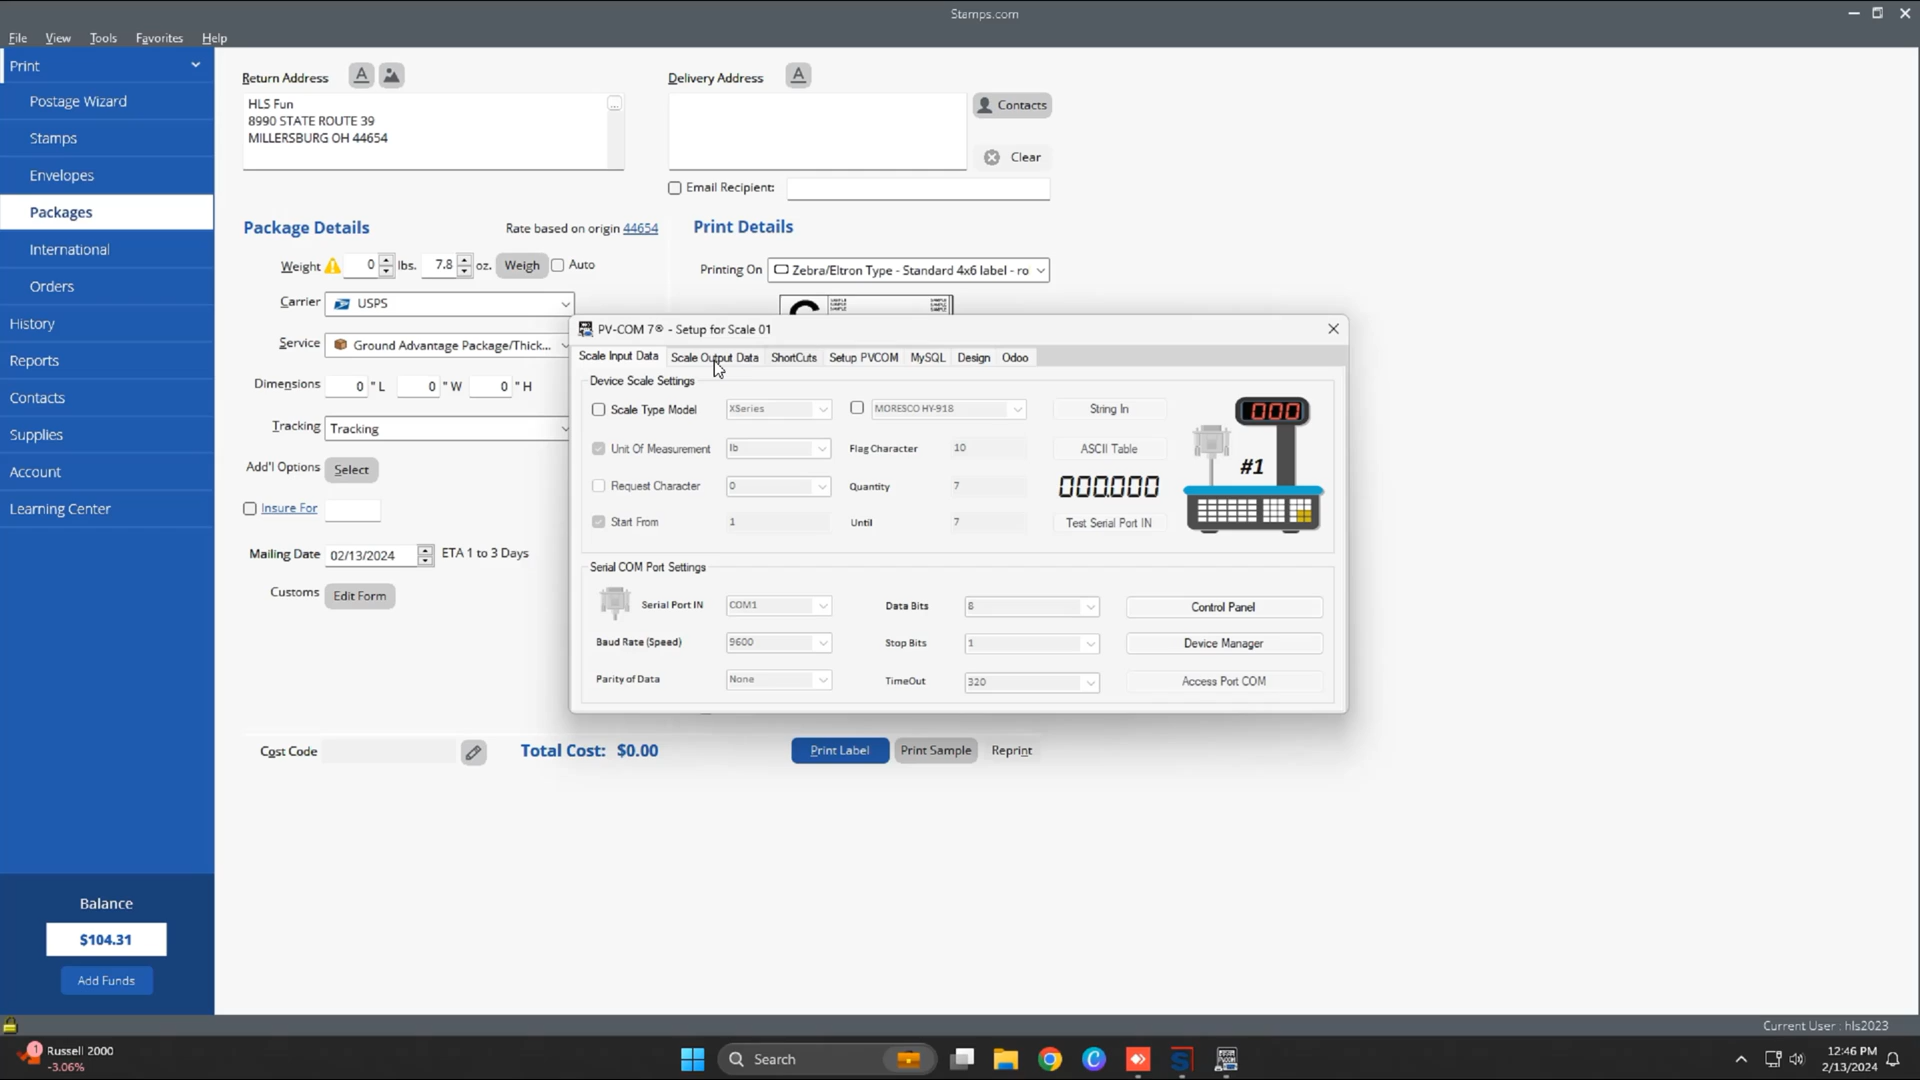 Stamps.com
File View Tools Favorites Help
Print
Postage Wizard
Stamps
Envelopes
Packages
International
Orders
History
Reports
Contacts
Supplies
Account
Learning Center
Balance
$104.31
Add Funds
Return Address A
HLS Fun
8990 STATE ROUTE 39
MILLERSBURG OH 44654
...
Delivery Address A
Contacts
Clear
Email Recipient:
Package Details Rate based on origin 44654
Weight 0 lbs. 7.8 oz. Weigh Auto
Carrier USPS
Service Ground Advantage Package/Thick...
Dimensions 0 " L 0 " W 0 " H
Tracking Tracking
Add'l Options Select
Insure For
Mailing Date 02/13/2024 ETA 1 to 3 Days
Customs Edit Form
Cost Code Total Cost: $0.00
Print Details
Printing On Zebra/Eltron Type - Standard 4x6 label - ro
SAMPLE SAMPLE
SAMPLE SAMPLE
SAMPLE SAMPLE
Print Label Print Sample Reprint
PV-COM 7® - Setup for Scale 01
Scale Input Data Scale Output Data ShortCuts Setup PVCOM MySQL Design Odoo
Device Scale Settings
Scale Type Model XSeries MORESCO HY-918 String In
Unit Of Measurement lb Flag Character 10 ASCII Table
Request Character 0 Quantity 7 000.000
Start From 1 Until 7 Test Serial Port IN
000
#1
Serial COM Port Settings
Serial Port IN COM1 Data Bits 8 Control Panel
Baud Rate (Speed) 9600 Stop Bits 1 Device Manager
Parity of Data None TimeOut 320 Access Port COM
Current User : hls2023
1
Russell 2000
-3.06%
Search
12:46 PM
2/13/2024